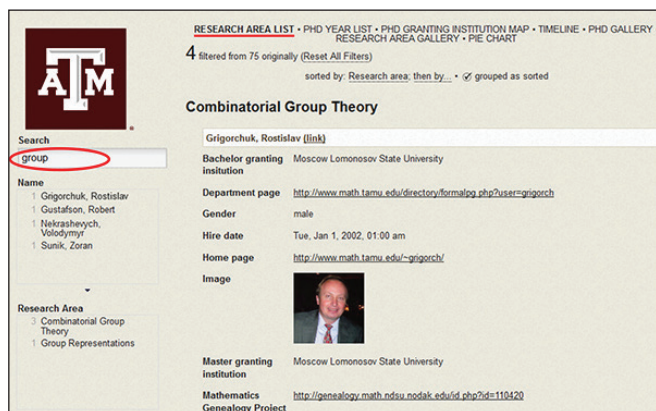 ATM
RESEARCH AREA LIST • PHD YEAR LIST • PHD GRANTING INSTITUTION MAP • TIMELINE • PHD GALLERY
RESEARCH AREA GALLERY • PIE CHART
4 filtered from 75 originally (Reset All Filters)
sorted by: Research area; then by... • grouped as sorted
Search
group
Name
1 Grigorchuk, Rostislav
1 Gustafson, Robert
1 Nekrashevych,
Volodymyr
1 Sunik, Zoran
Research Area
3 Combinatorial Group
Theory
1 Group Representations
Combinatorial Group Theory
Grigorchuk, Rostislav (link)
Bachelor granting Moscow Lomonosov State University
insitution
Department page http://www.math.tamu.edu/directory/formalpg.php?user=grigorch
Gender male
Hire date Tue, Jan 1, 2002, 01:00 am
Home page http://www.math.tamu.edu/~grigorch/
Image
Master granting Moscow Lomonosov State University
institution
Mathematics http://genealogy.math.ndsu.nodak.edu/id.php?id=110420
Genealogy Project